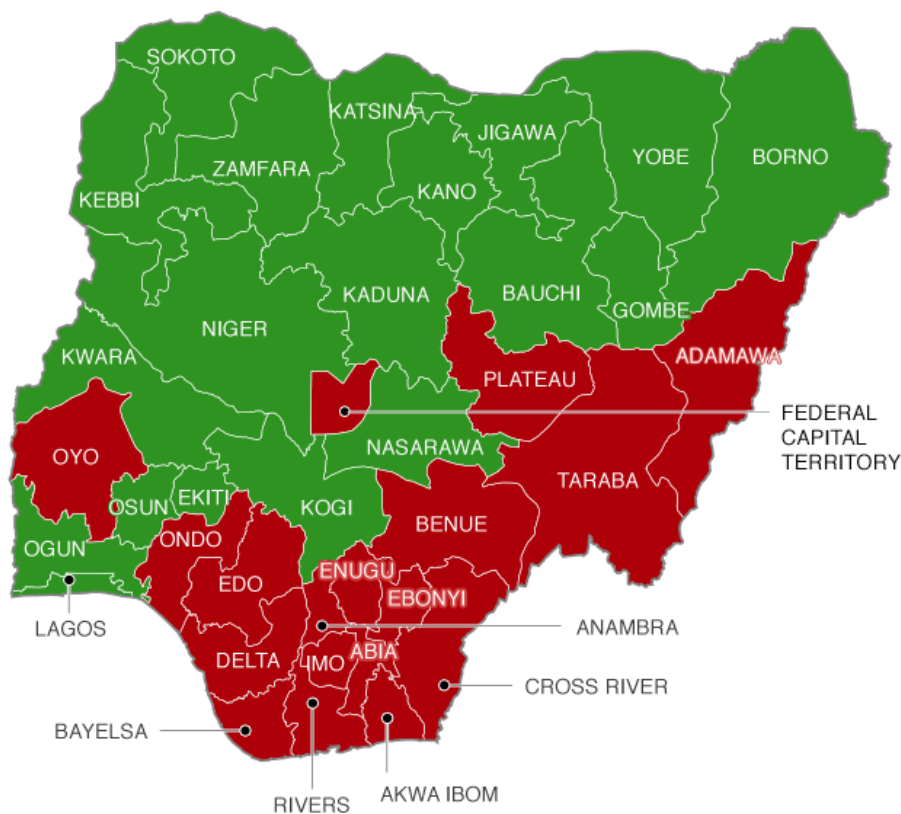 SOKOTO
KATSINA
JIGAWA
YOBE
BORNO
ZAMFARA
KANO
KEBBI
KADUNA
BAUCHI
GOMBE
NIGER
KWARA
ADAMAWA
PLATEAU
FEDERAL
CAPITAL
TERRITORY
NASARAWA
OYO
TARABA
EKITI
OSUN
KOGI
BENUE
ONDO
OGUN
ENUGU
EDO
EBONYI
LAGOS
ANAMBRA
ABIA
DELTA
IMO
CROSS RIVER
BAYELSA
AKWA IBOM
RIVERS